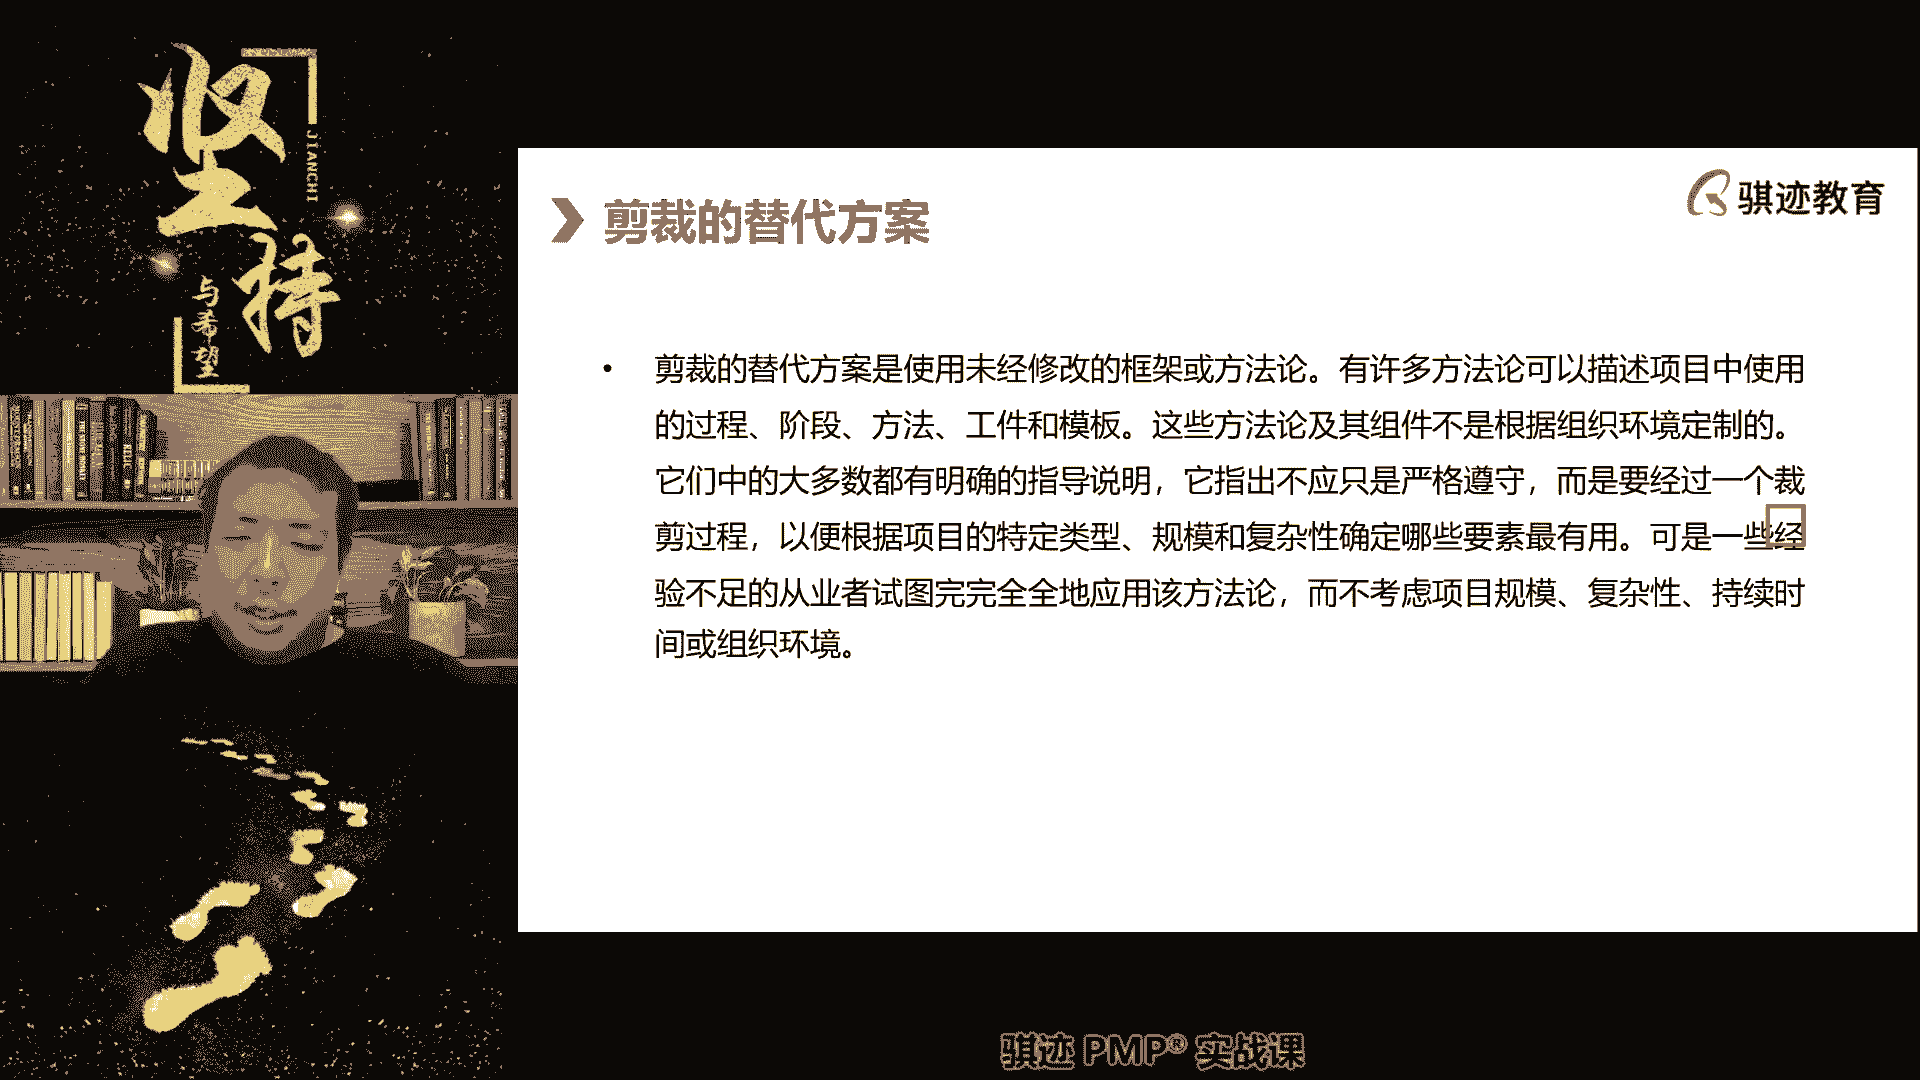 坚持
JIANCHI
与希望
骐迹教育
剪裁的替代方案
• 剪裁的替代方案是使用未经修改的框架或方法论。有许多方法论可以描述项目中使用
的过程、阶段、方法、工件和模板。这些方法论及其组件不是根据组织环境定制的。
它们中的大多数都有明确的指导说明，它指出不应只是严格遵守，而是要经过一个裁
剪过程，以便根据项目的特定类型、规模和复杂性确定哪些要素最有用。可是一些经
验不足的从业者试图完完全全地应用该方法论，而不考虑项目规模、复杂性、持续时
间或组织环境。
骐迹 PMP® 实战课